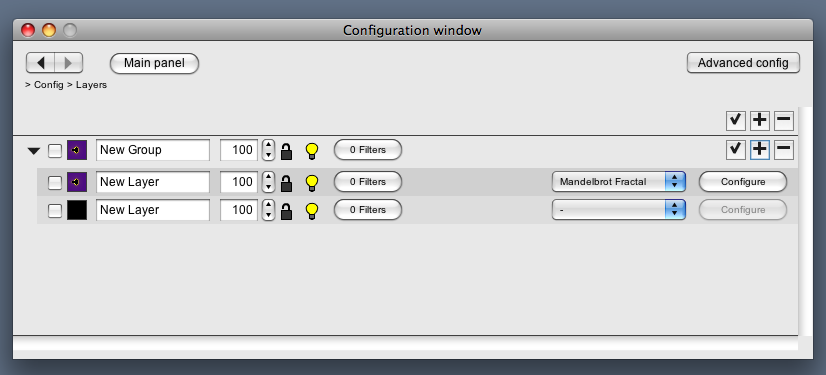 Configuration window
Main panel
Advanced config
> Config > Layers
New Group 100 0 Filters
New Layer 100 0 Filters Mandelbrot Fractal Configure
New Layer 100 0 Filters - Configure